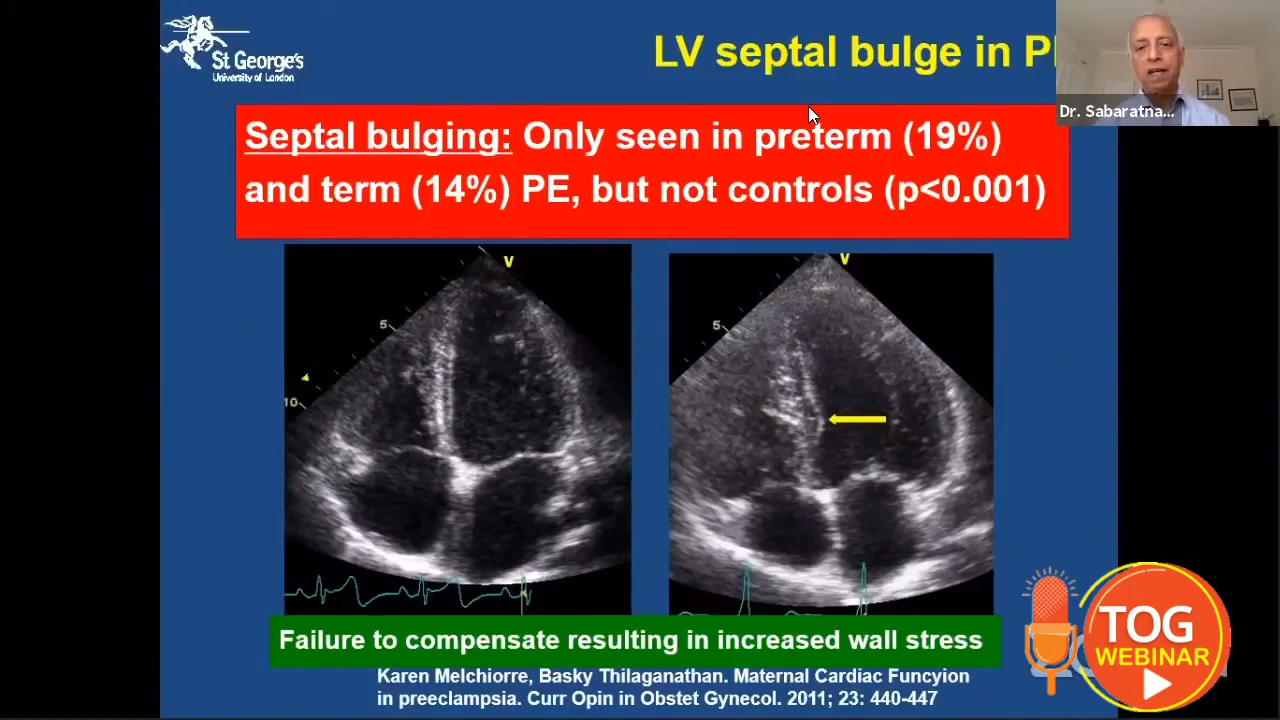 St George's
University of London
LV septal bulge in P
Dr. Sabaratna...
Septal bulging: Only seen in preterm (19%)
and term (14%) PE, but not controls (p<0.001)
V
5
10
V
5
Failure to compensate resulting in increased wall stress
Karen Melchiorre, Basky Thilaganathan. Maternal Cardiac Funcyion
in preeclampsia. Curr Opin in Obstet Gynecol. 2011; 23: 440-447
TOG
WEBINAR